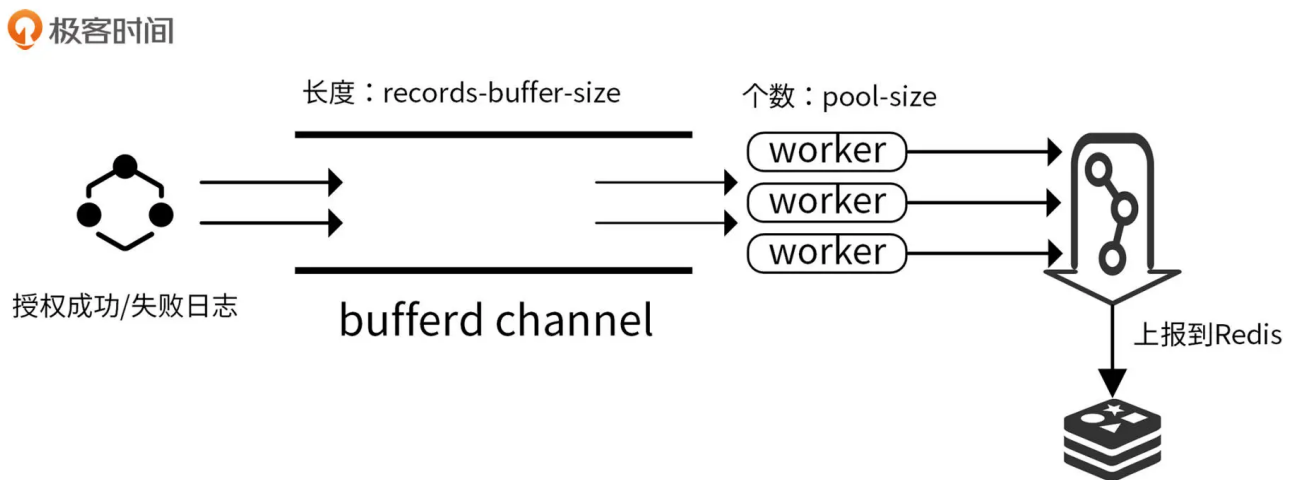 极客时间
长度：records-buffer-size
个数：pool-size
worker
worker
worker
授权成功/失败日志
bufferd channel
上报到Redis